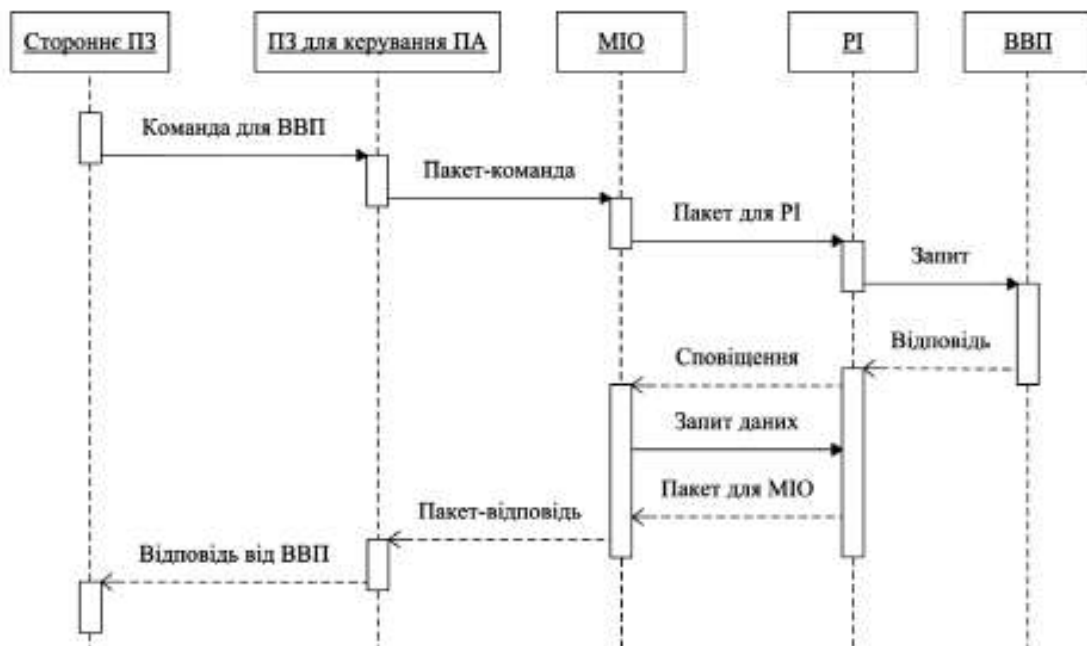 Стороннє ПЗ
ПЗ для керування ПА
МІО
РІ
ВВП
Команда для ВВП
Пакет-команда
Пакет для РІ
Запит
Відповідь
Сповіщення
Запит даних
Пакет для МІО
Пакет-відповідь
Відповідь від ВВП